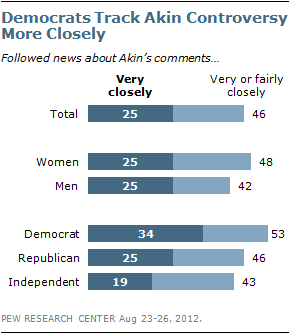 Democrats Track Akin Controversy
More Closely
Followed news about Akin's comments…
Very closely
Very or fairly closely
Total 25 46
Women 25 48
Men 25 42
Democrat 34 53
Republican 25 46
Independent 19 43
PEW RESEARCH CENTER Aug 23-26, 2012.